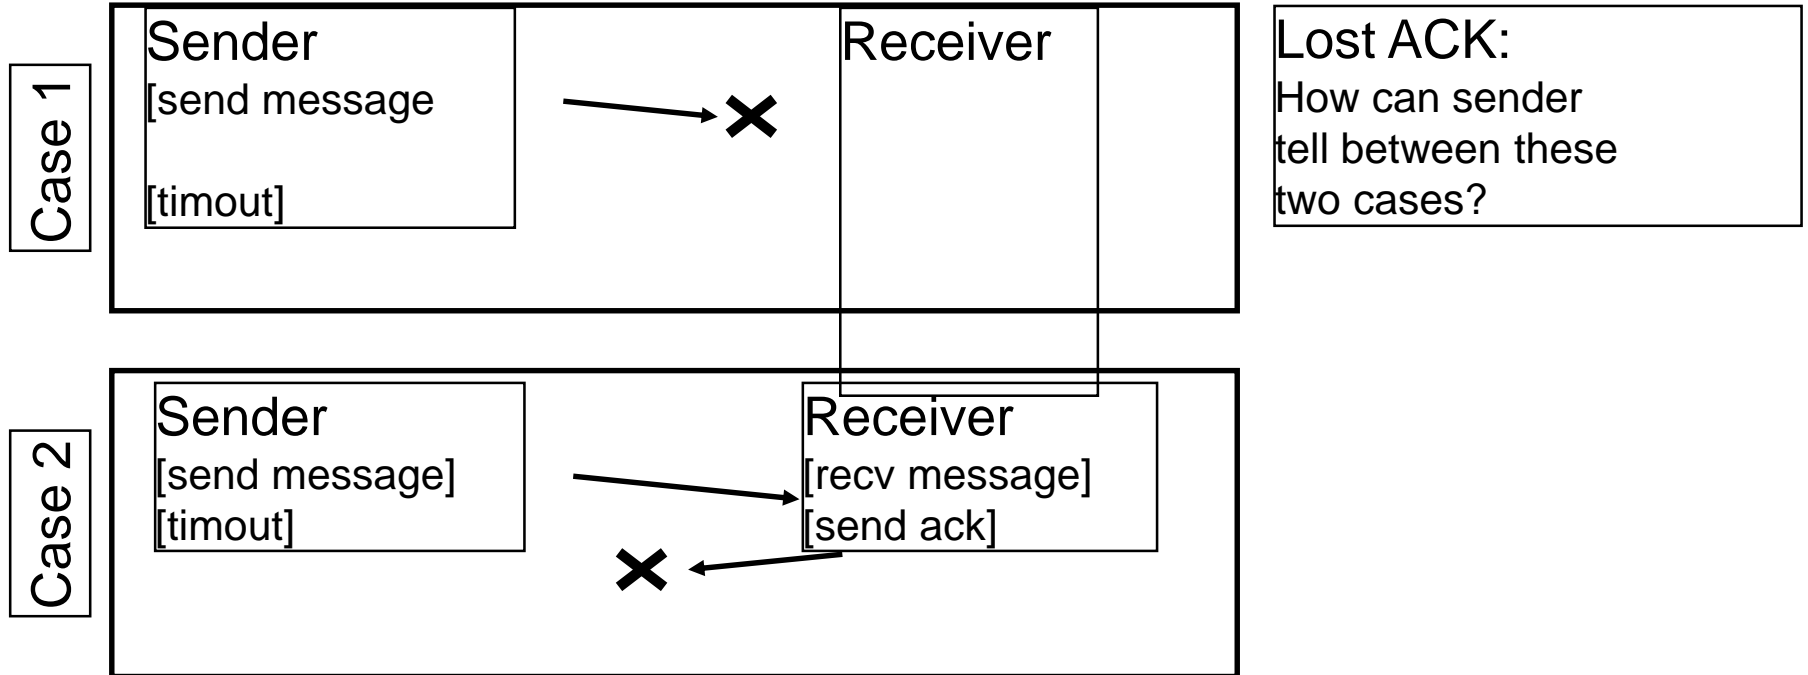 Case 1
Sender
[send message
[timout]
Receiver
Lost ACK:
How can sender
tell between these
two cases?
Case 2
Sender
[send message]
[timout]
Receiver
[recv message]
[send ack]